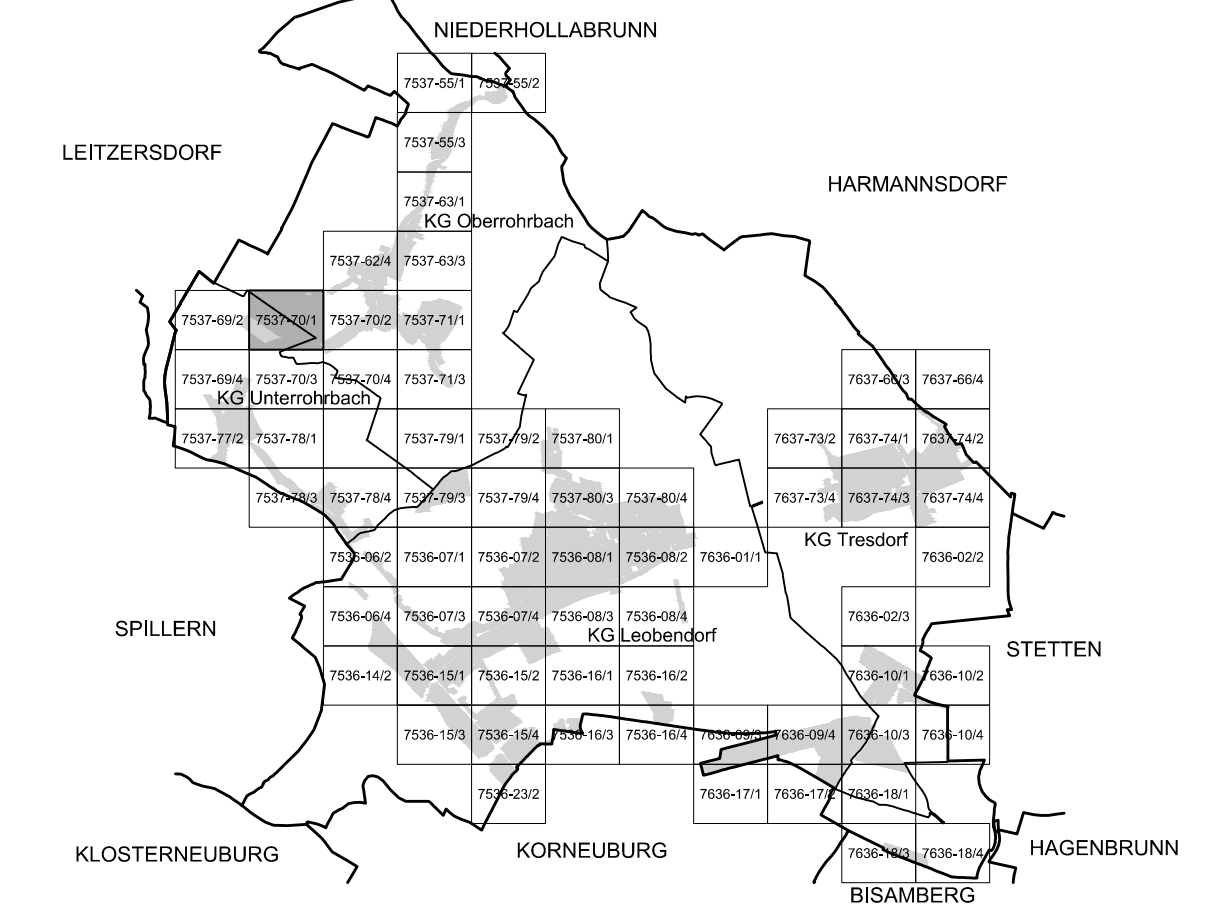 NIEDERHOLLABRUNN
7537-55/1 7537-55/2
LEITZERSDORF
7537-55/3
HARMANNSDORF
7537-63/1
KG Oberrohrbach
7537-62/4 7537-63/3
7537-69/2 7537-70/1 7537-70/2 7537-71/1
7537-69/4 7537-70/3 7537-70/4 7537-71/3 7637-66/3 7637-66/4
KG Unterrohrbach
7537-77/2 7537-78/1 7537-79/1 7537-79/2 7537-80/1 7637-73/2 7637-74/1 7637-74/2
7537-78/3 7537-78/4 7537-79/3 7537-79/4 7537-80/3 7537-80/4 7637-73/4 7637-74/3 7637-74/4
KG Tresdorf
7536-06/2 7536-07/1 7536-07/2 7536-08/1 7536-08/2 7636-01/1 7636-02/2
7536-06/4 7536-07/3 7536-07/4 7536-08/3 7536-08/4 7636-02/3
SPILLERN
KG Leobendorf
STETTEN
7536-14/2 7536-15/1 7536-15/2 7536-16/1 7536-16/2 7636-10/1 7636-10/2
7536-15/3 7536-15/4 7536-16/3 7536-16/4 7636-09/3 7636-09/4 7636-10/3 7636-10/4
7536-23/2 7636-17/1 7636-17/2 7636-18/1
KLOSTERNEUBURG
KORNEUBURG
HAGENBRUNN
7636-18/3 7636-18/4
BISAMBERG